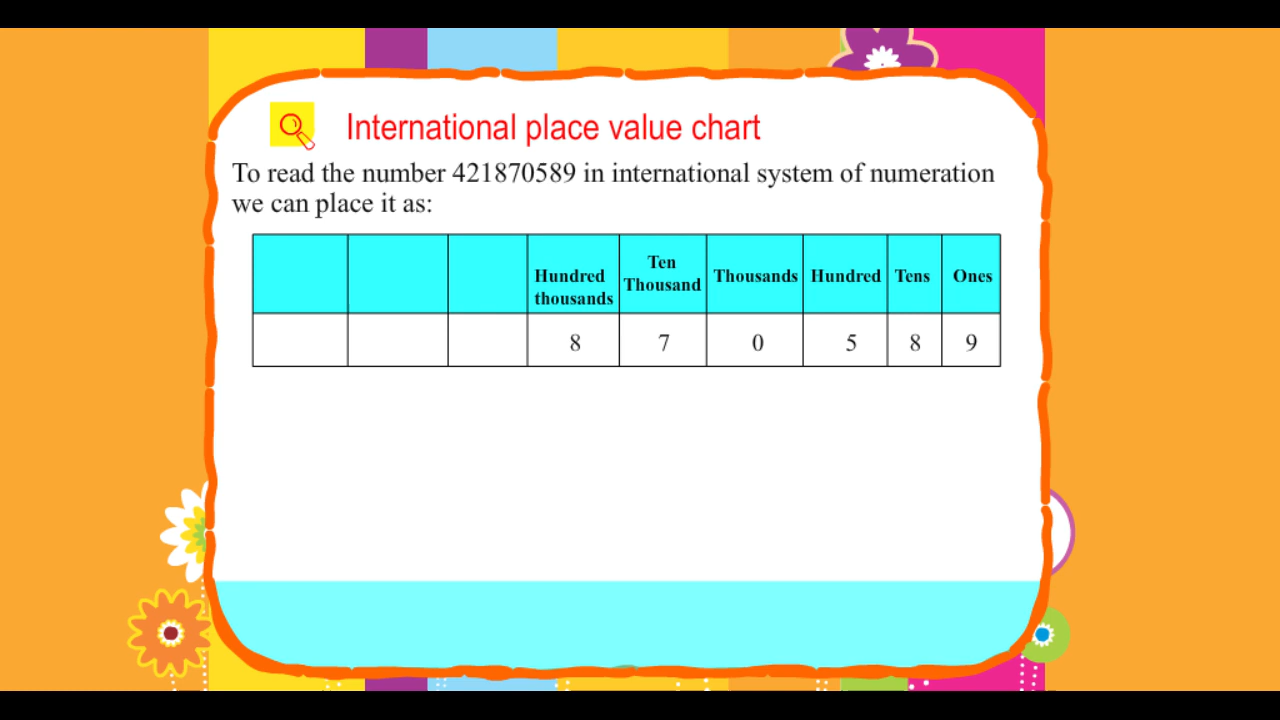 International place value chart
To read the number 421870589 in international system of numeration
we can place it as:
Hundred thousands Ten Thousand Thousands Hundred Tens Ones
8 7 0 5 8 9